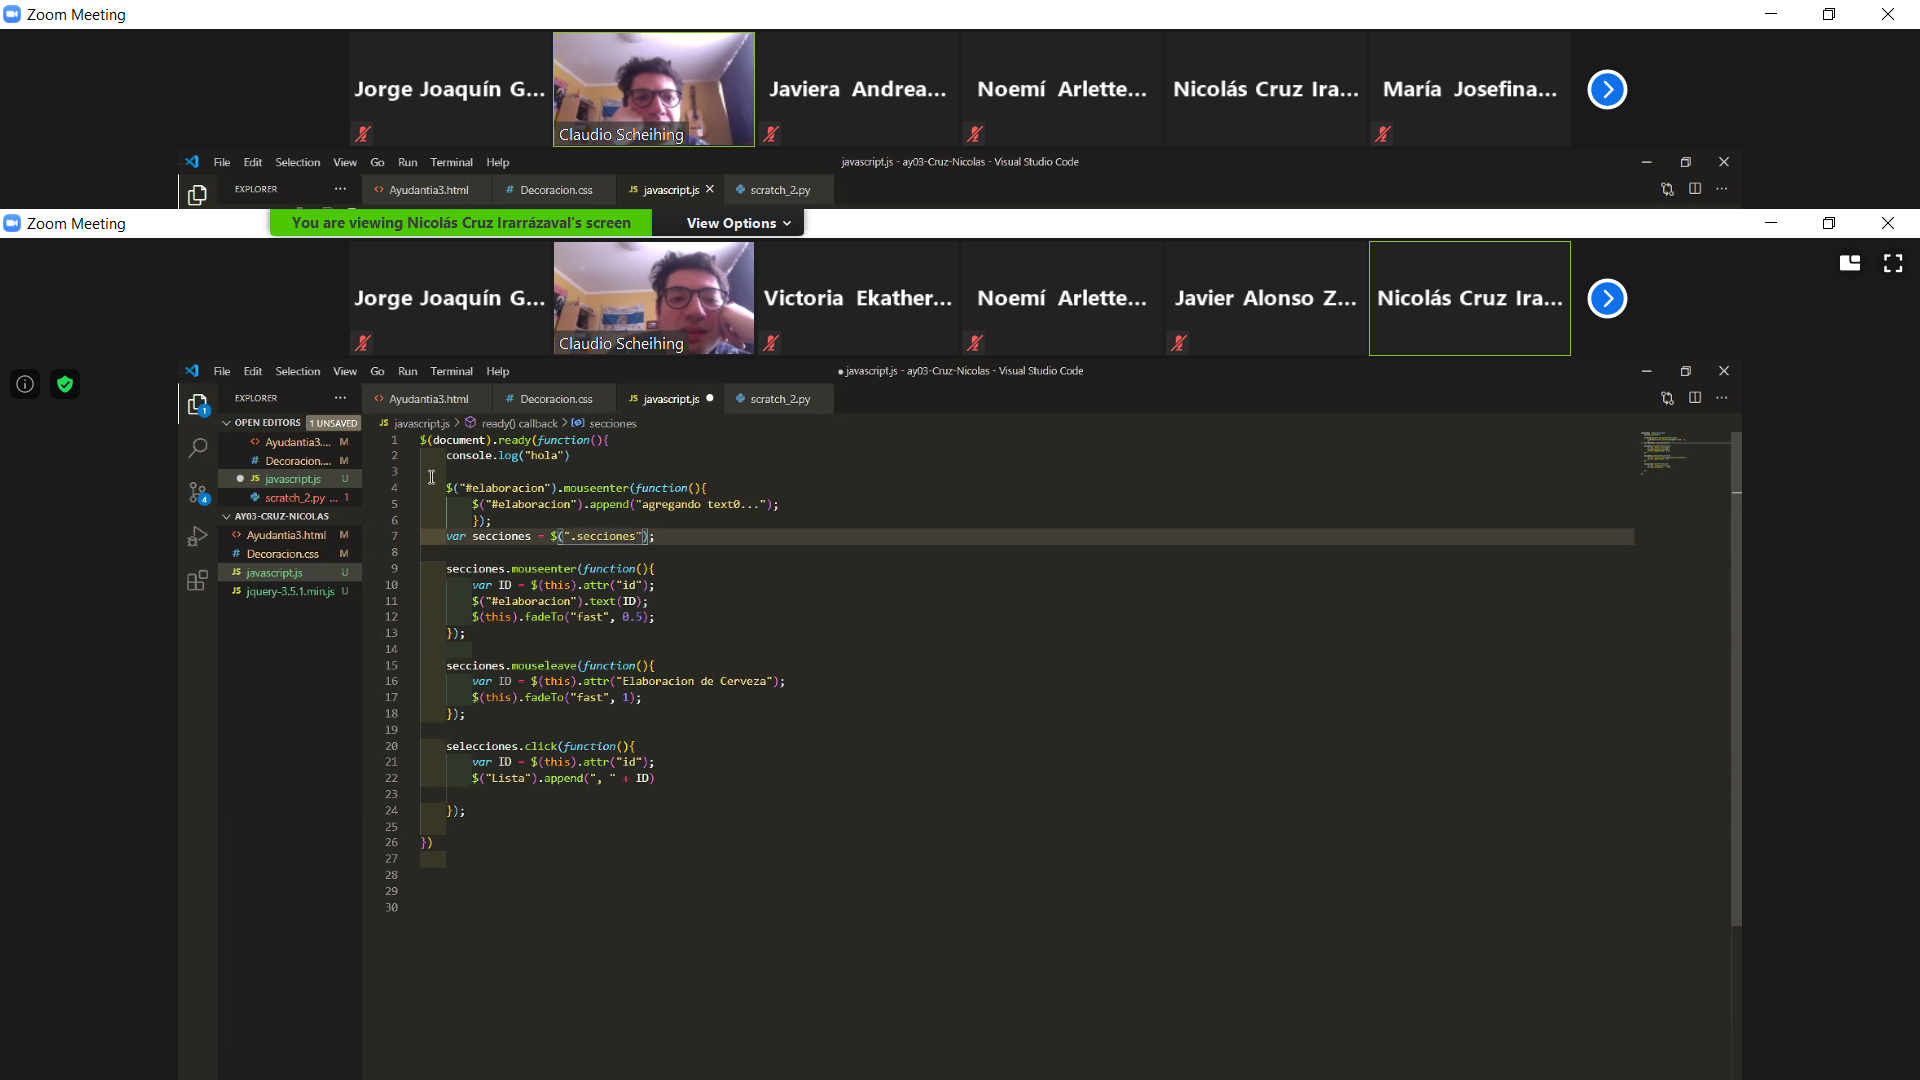 Zoom Meeting
Jorge Joaquín G...
Claudio Scheihing
Javiera Andrea...
Noemí Arlette...
Nicolás Cruz Ira...
María Josefina...
File Edit Selection View Go Run Terminal Help
javascript.js - ay03-Cruz-Nicolas - Visual Studio Code
EXPLORER ···
<> Ayudantia3.html
# Decoracion.css
JS javascript.js
scratch_2.py
Zoom Meeting
You are viewing Nicolás Cruz Irarrázaval's screen
View Options
Jorge Joaquín G...
Claudio Scheihing
Victoria Ekather...
Noemí Arlette...
Javier Alonso Z...
Nicolás Cruz Ira...
File Edit Selection View Go Run Terminal Help
● javascript.js - ay03-Cruz-Nicolas - Visual Studio Code
EXPLORER ···
<> Ayudantia3.html
# Decoracion.css
JS javascript.js ●
scratch_2.py
1
OPEN EDITORS 1 UNSAVED
<> Ayudantia3.... M
# Decoracion.... M
● JS javascript.js U
scratch_2.py ... 1
4
AY03-CRUZ-NICOLAS
<> Ayudantia3.html M
# Decoracion.css M
JS javascript.js U
JS jquery-3.5.1.min.js U
JS javascript.js > ready() callback > secciones
1 $(document).ready(function(){
2 console.log("hola")
3
4 $("#elaboracion").mouseenter(function(){
5 $("#elaboracion").append("agregando text0...");
6 });
7 var secciones = $(".secciones");
8
9 secciones.mouseenter(function(){
10 var ID = $(this).attr("id");
11 $("#elaboracion").text(ID);
12 $(this).fadeTo("fast", 0.5);
13 });
14
15 secciones.mouseleave(function(){
16 var ID = $(this).attr("Elaboracion de Cerveza");
17 $(this).fadeTo("fast", 1);
18 });
19
20 selecciones.click(function(){
21 var ID = $(this).attr("id");
22 $("Lista").append(", " + ID)
23
24 });
25
26 })
27
28
29
30